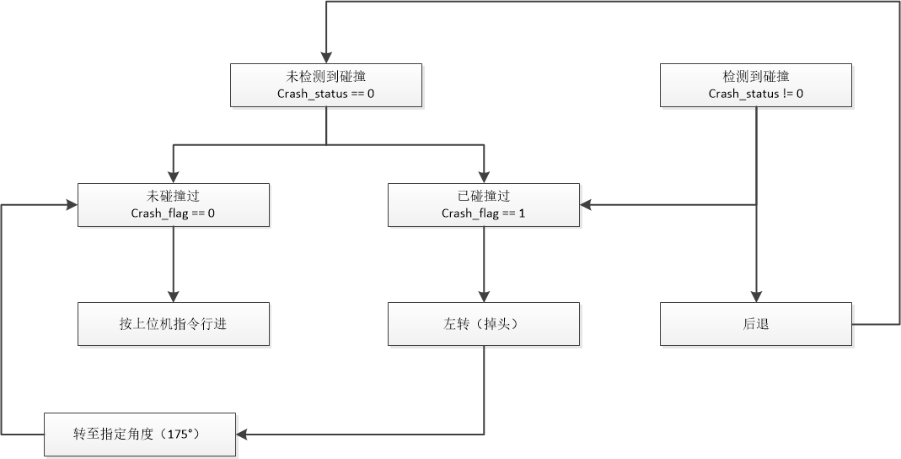 未检测到碰撞
Crash_status == 0
检测到碰撞
Crash_status != 0
未碰撞过
Crash_flag == 0
已碰撞过
Crash_flag == 1
按上位机指令行进
左转（掉头）
后退
转至指定角度（175°）